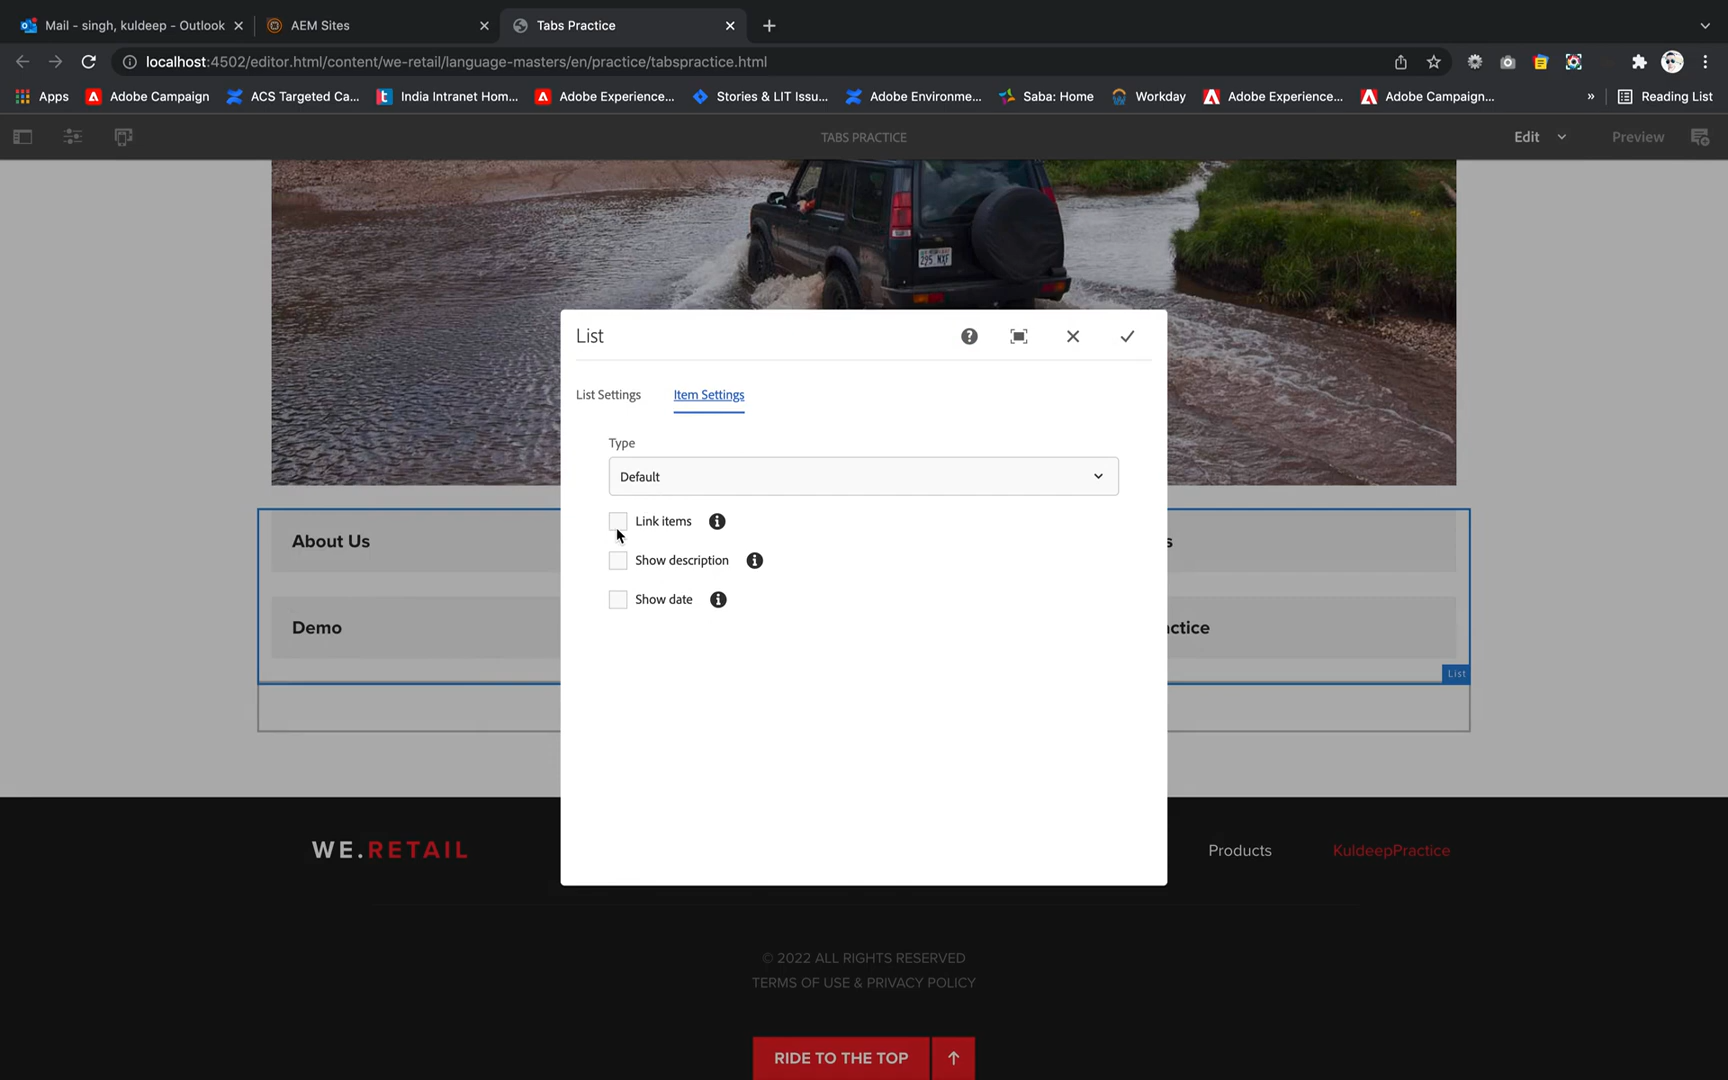 Mail - singh, kuldeep - Outlook
AEM Sites
Tabs Practice
localhost:4502/editor.html/content/we-retail/language-masters/en/practice/tabspractice.html
Apps
Adobe Campaign
ACS Targeted Ca...
India Intranet Hom...
Adobe Experience...
Stories & LIT Issu...
Adobe Environme...
Saba: Home
Workday
Adobe Experience...
Adobe Campaign...
»
Reading List
TABS PRACTICE
Edit
Preview
295 NXF
List
List Settings
Item Settings
Type
Default
Link items
Show description
Show date
About Us
s
Demo
actice
List
WE.RETAIL
Products
KuldeepPractice
© 2022 ALL RIGHTS RESERVED
TERMS OF USE & PRIVACY POLICY
RIDE TO THE TOP